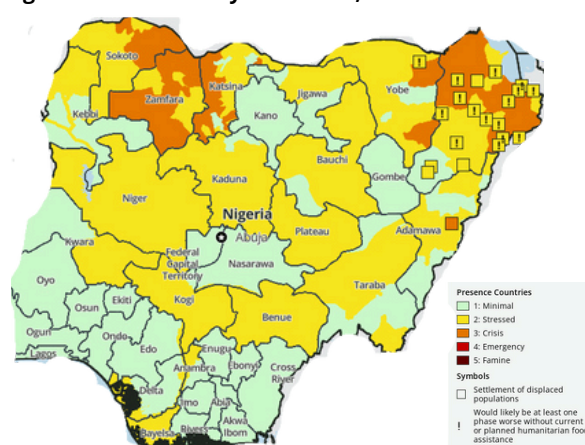 Sokoto
Katsina
Zamfara
Kebbi
Kano
Jigawa
Yobe
Bauchi
Gombe
Kaduna
Niger
Nigeria
Abuja
Plateau
Adamawa
Federal
Capital
Territory
Nasarawa
Kwara
Taraba
Oyo
Kogi
Benue
Osun
Ekiti
Ogun
Ondo
Edo
Lagos
Enugu
Anambra
Ebonyi
Cross
River
Delta
Imo
Abia
Akwa
Ibom
Bayelsa
Rivers
Presence Countries
1: Minimal
2: Stressed
3: Crisis
4: Emergency
5: Famine
Symbols
Settlement of displaced
populations
! Would likely be at least one
phase worse without current
or planned humanitarian food
assistance